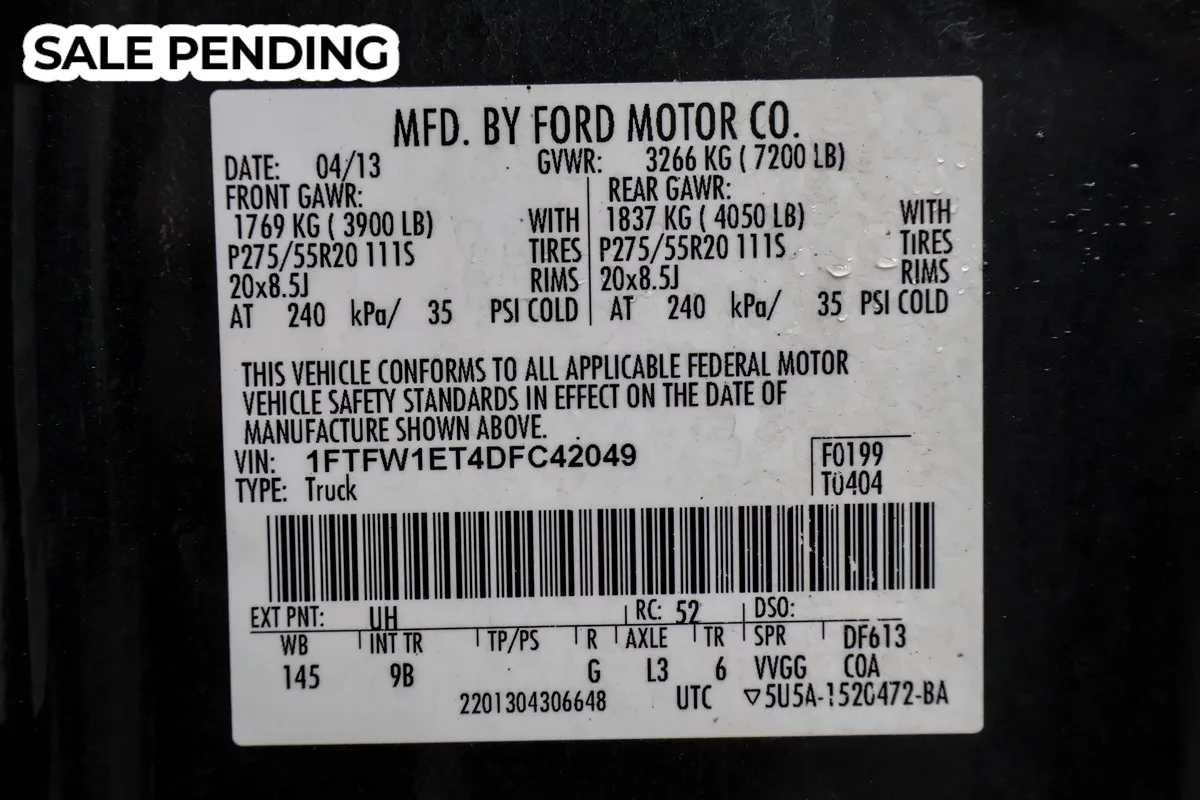 SALE PENDING
MFD. BY FORD MOTOR CO.
DATE: 04/13 GVWR: 3266 KG ( 7200 LB)
FRONT GAWR: REAR GAWR:
1769 KG ( 3900 LB) WITH 1837 KG ( 4050 LB) WITH
P275/55R20 111S TIRES P275/55R20 111S TIRES
20x8.5J RIMS 20x8.5J RIMS
AT 240 kPa/ 35 PSI COLD AT 240 kPa/ 35 PSI COLD
THIS VEHICLE CONFORMS TO ALL APPLICABLE FEDERAL MOTOR
VEHICLE SAFETY STANDARDS IN EFFECT ON THE DATE OF
MANUFACTURE SHOWN ABOVE.
VIN: 1FTFW1ET4DFC42049 F0199
TYPE: Truck T0404
EXT PNT: UH RC: 52 DSO:
WB INT TR TP/PS R AXLE TR SPR DF613
145 9B G L3 6 VVGG COA
2201304306648 UTC ▽5U5A-1520472-BA